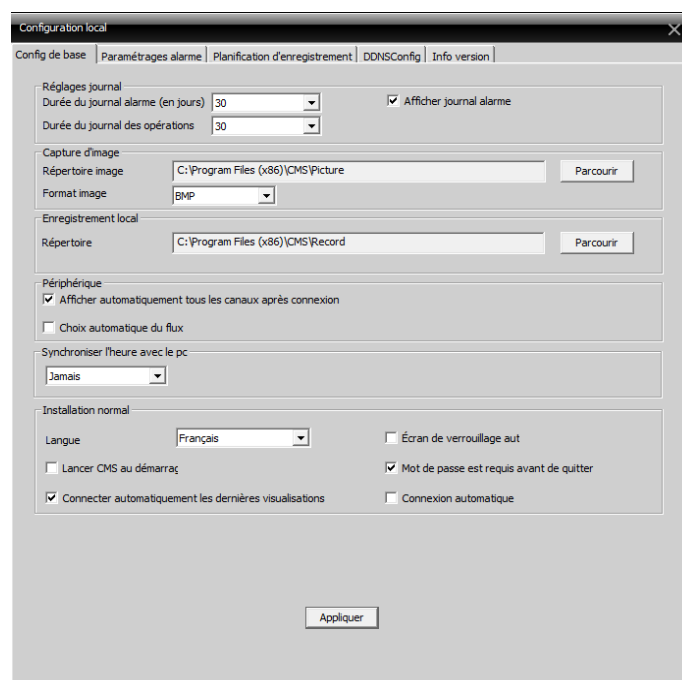 Configuration local
Config de base Paramétrages alarme Planification d'enregistrement DDNSConfig Info version
Réglages journal
Durée du journal alarme (en jours) 30 Afficher journal alarme
Durée du journal des opérations 30
Capture d'image
Répertoire image C:\Program Files (x86)\CMS\Picture Parcourir
Format image BMP
Enregistrement local
Répertoire C:\Program Files (x86)\CMS\Record Parcourir
Périphérique
Afficher automatiquement tous les canaux après connexion
Choix automatique du flux
Synchroniser l'heure avec le pc
Jamais
Installation normal
Langue Français Écran de verrouillage aut
Lancer CMS au démarraç Mot de passe est requis avant de quitter
Connecter automatiquement les dernières visualisations Connexion automatique
Appliquer